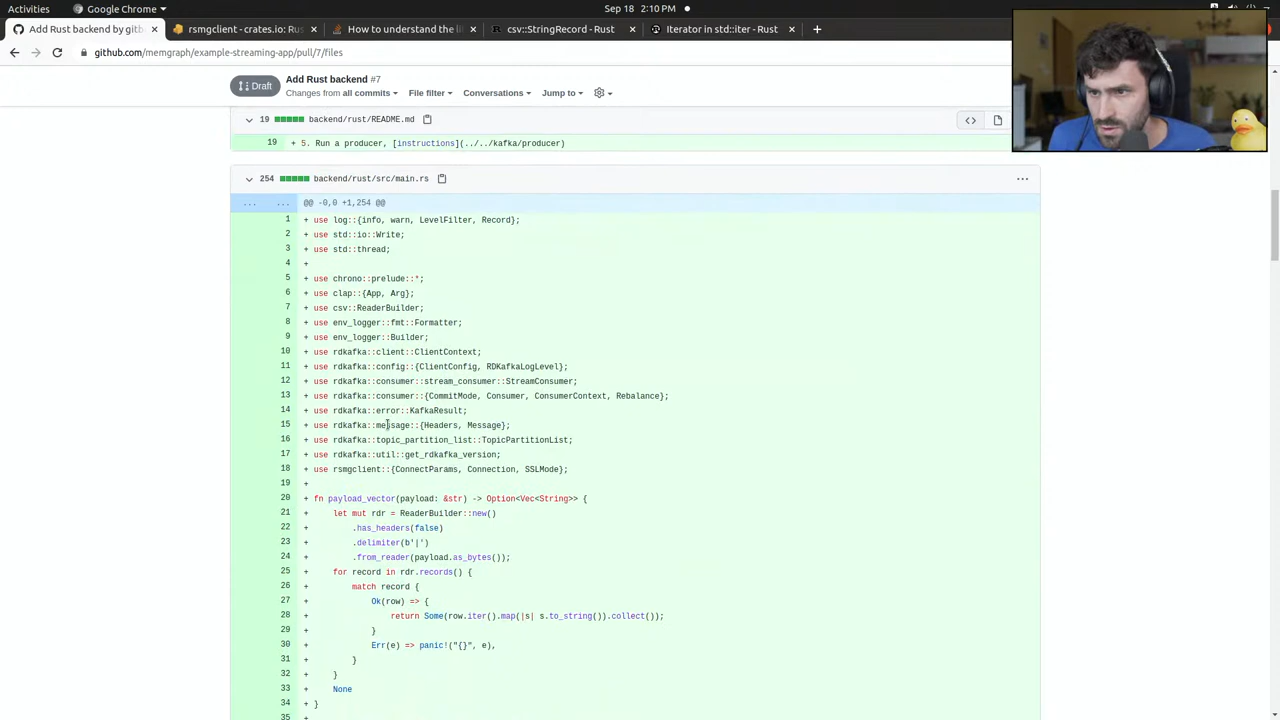 Activities
Google Chrome
Sep 18 2:10 PM
Add Rust backend by gitb
rsmgclient - crates.io: Rus
How to understand the lif
csv::StringRecord - Rust
Iterator in std::iter - Rust
github.com/memgraph/example-streaming-app/pull/7/files
Draft
Add Rust backend #7
Changes from all commits
File filter
Conversations
Jump to
19 backend/rust/README.md
19 + 5. Run a producer, [instructions](../../kafka/producer)
254 backend/rust/src/main.rs
... ... @@ -0,0 +1,254 @@
1 + use log::{info, warn, LevelFilter, Record};
2 + use std::io::Write;
3 + use std::thread;
4 +
5 + use chrono::prelude::*;
6 + use clap::{App, Arg};
7 + use csv::ReaderBuilder;
8 + use env_logger::fmt::Formatter;
9 + use env_logger::Builder;
10 + use rdkafka::client::ClientContext;
11 + use rdkafka::config::{ClientConfig, RDKafkaLogLevel};
12 + use rdkafka::consumer::stream_consumer::StreamConsumer;
13 + use rdkafka::consumer::{CommitMode, Consumer, ConsumerContext, Rebalance};
14 + use rdkafka::error::KafkaResult;
15 + use rdkafka::message::{Headers, Message};
16 + use rdkafka::topic_partition_list::TopicPartitionList;
17 + use rdkafka::util::get_rdkafka_version;
18 + use rsmgclient::{ConnectParams, Connection, SSLMode};
19 +
20 + fn payload_vector(payload: &str) -> Option<Vec<String>> {
21 + let mut rdr = ReaderBuilder::new()
22 + .has_headers(false)
23 + .delimiter(b'|')
24 + .from_reader(payload.as_bytes());
25 + for record in rdr.records() {
26 + match record {
27 + Ok(row) => {
28 + return Some(row.iter().map(|s| s.to_string()).collect());
29 + }
30 + Err(e) => panic!("{}", e),
31 + }
32 + }
33 + None
34 + }
35